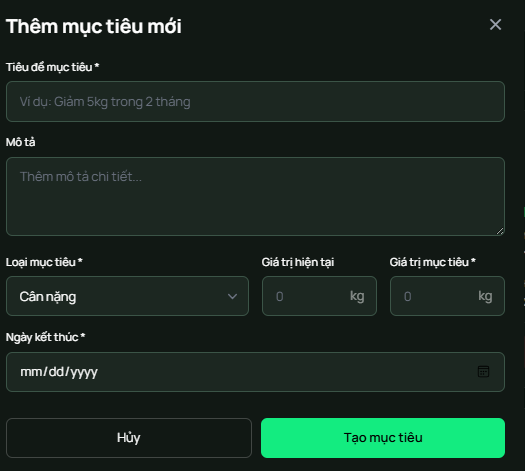 Thêm mục tiêu mới
Tiêu đề mục tiêu *
Ví dụ: Giảm 5kg trong 2 tháng
Mô tả
Thêm mô tả chi tiết...
Loại mục tiêu * Giá trị hiện tại Giá trị mục tiêu *
Cân nặng 0 kg 0 kg
Ngày kết thúc *
mm/dd/yyyy
Hủy Tạo mục tiêu